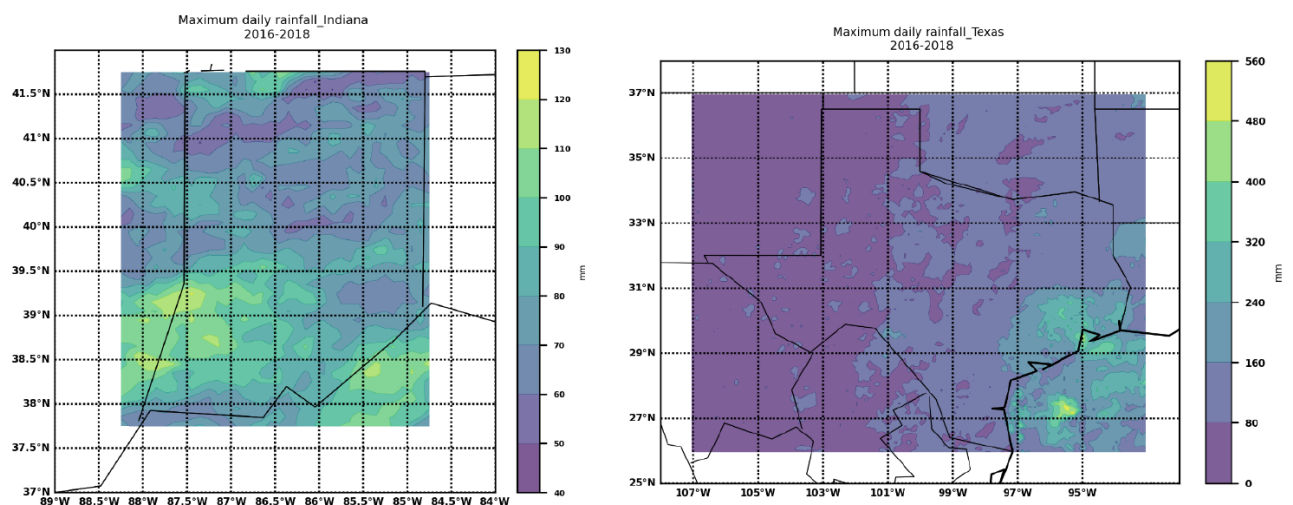 Maximum daily rainfall_Indiana
2016-2018
41.5°N
41°N
40.5°N
40°N
39.5°N
39°N
38.5°N
38°N
37.5°N
37°N
89°W 88.5°W 88°W 87.5°W 87°W 86.5°W 86°W 85.5°W 85°W 84.5°W 84°W
130
120
110
100
90
80
70
60
50
40
mm
Maximum daily rainfall_Texas
2016-2018
37°N
35°N
33°N
31°N
29°N
27°N
25°N
107°W 105°W 103°W 101°W 99°W 97°W 95°W
560
480
400
320
240
160
80
0
mm